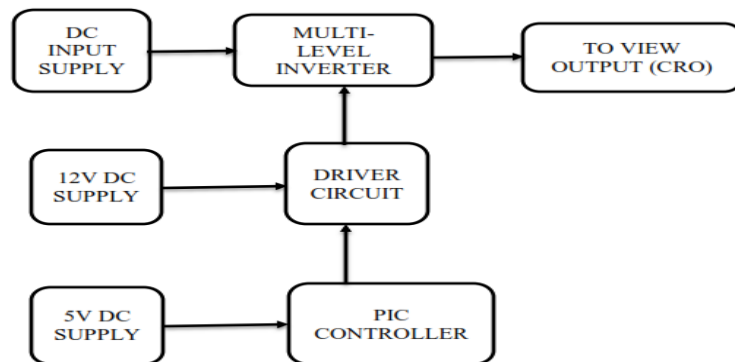 DC
INPUT
SUPPLY
MULTI-
LEVEL
INVERTER
TO VIEW
OUTPUT (CRO)
12V DC
SUPPLY
DRIVER
CIRCUIT
5V DC
SUPPLY
PIC
CONTROLLER